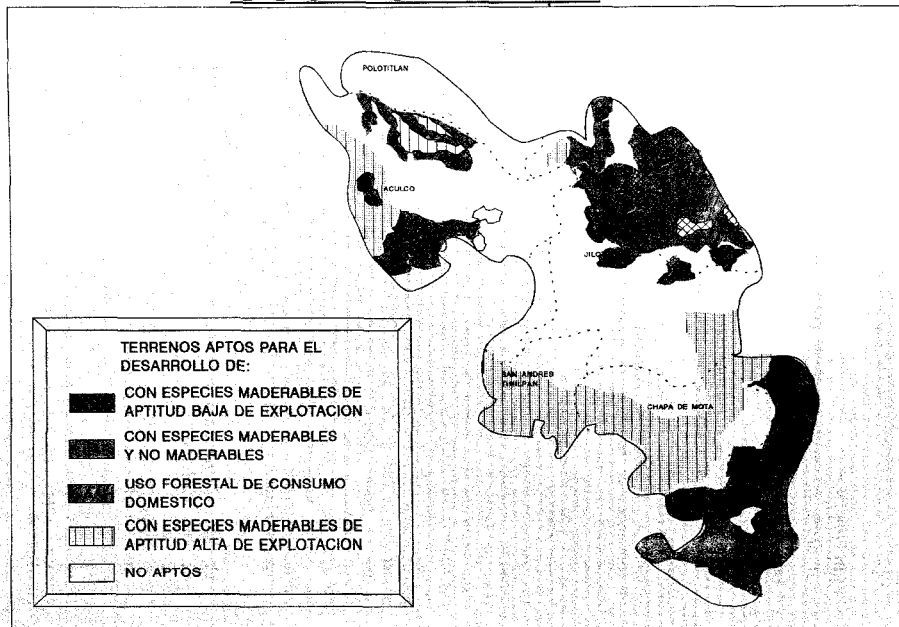 POLOTITLAN
ACULCO
JILO
SAN ANDRES
TIMILPAN
CHAPA DE MOTA
TERRENOS APTOS PARA EL
DESARROLLO DE:
CON ESPECIES MADERABLES DE
APTITUD BAJA DE EXPLOTACION
CON ESPECIES MADERABLES
Y NO MADERABLES
USO FORESTAL DE CONSUMO
DOMESTICO
CON ESPECIES MADERABLES DE
APTITUD ALTA DE EXPLOTACION
NO APTOS